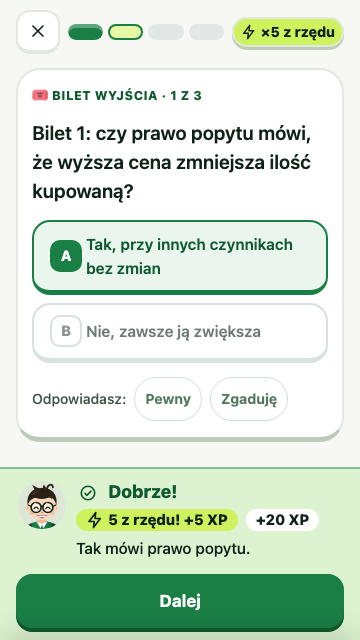 ×5 z rzędu
BILET WYJŚCIA · 1 Z 3
Bilet 1: czy prawo popytu mówi,
że wyższa cena zmniejsza ilość
kupowaną?
A
Tak, przy innych czynnikach
bez zmian
B
Nie, zawsze ją zwiększa
Odpowiadasz:
Pewny
Zgaduję
Dobrze!
5 z rzędu! +5 XP
+20 XP
Tak mówi prawo popytu.
Dalej